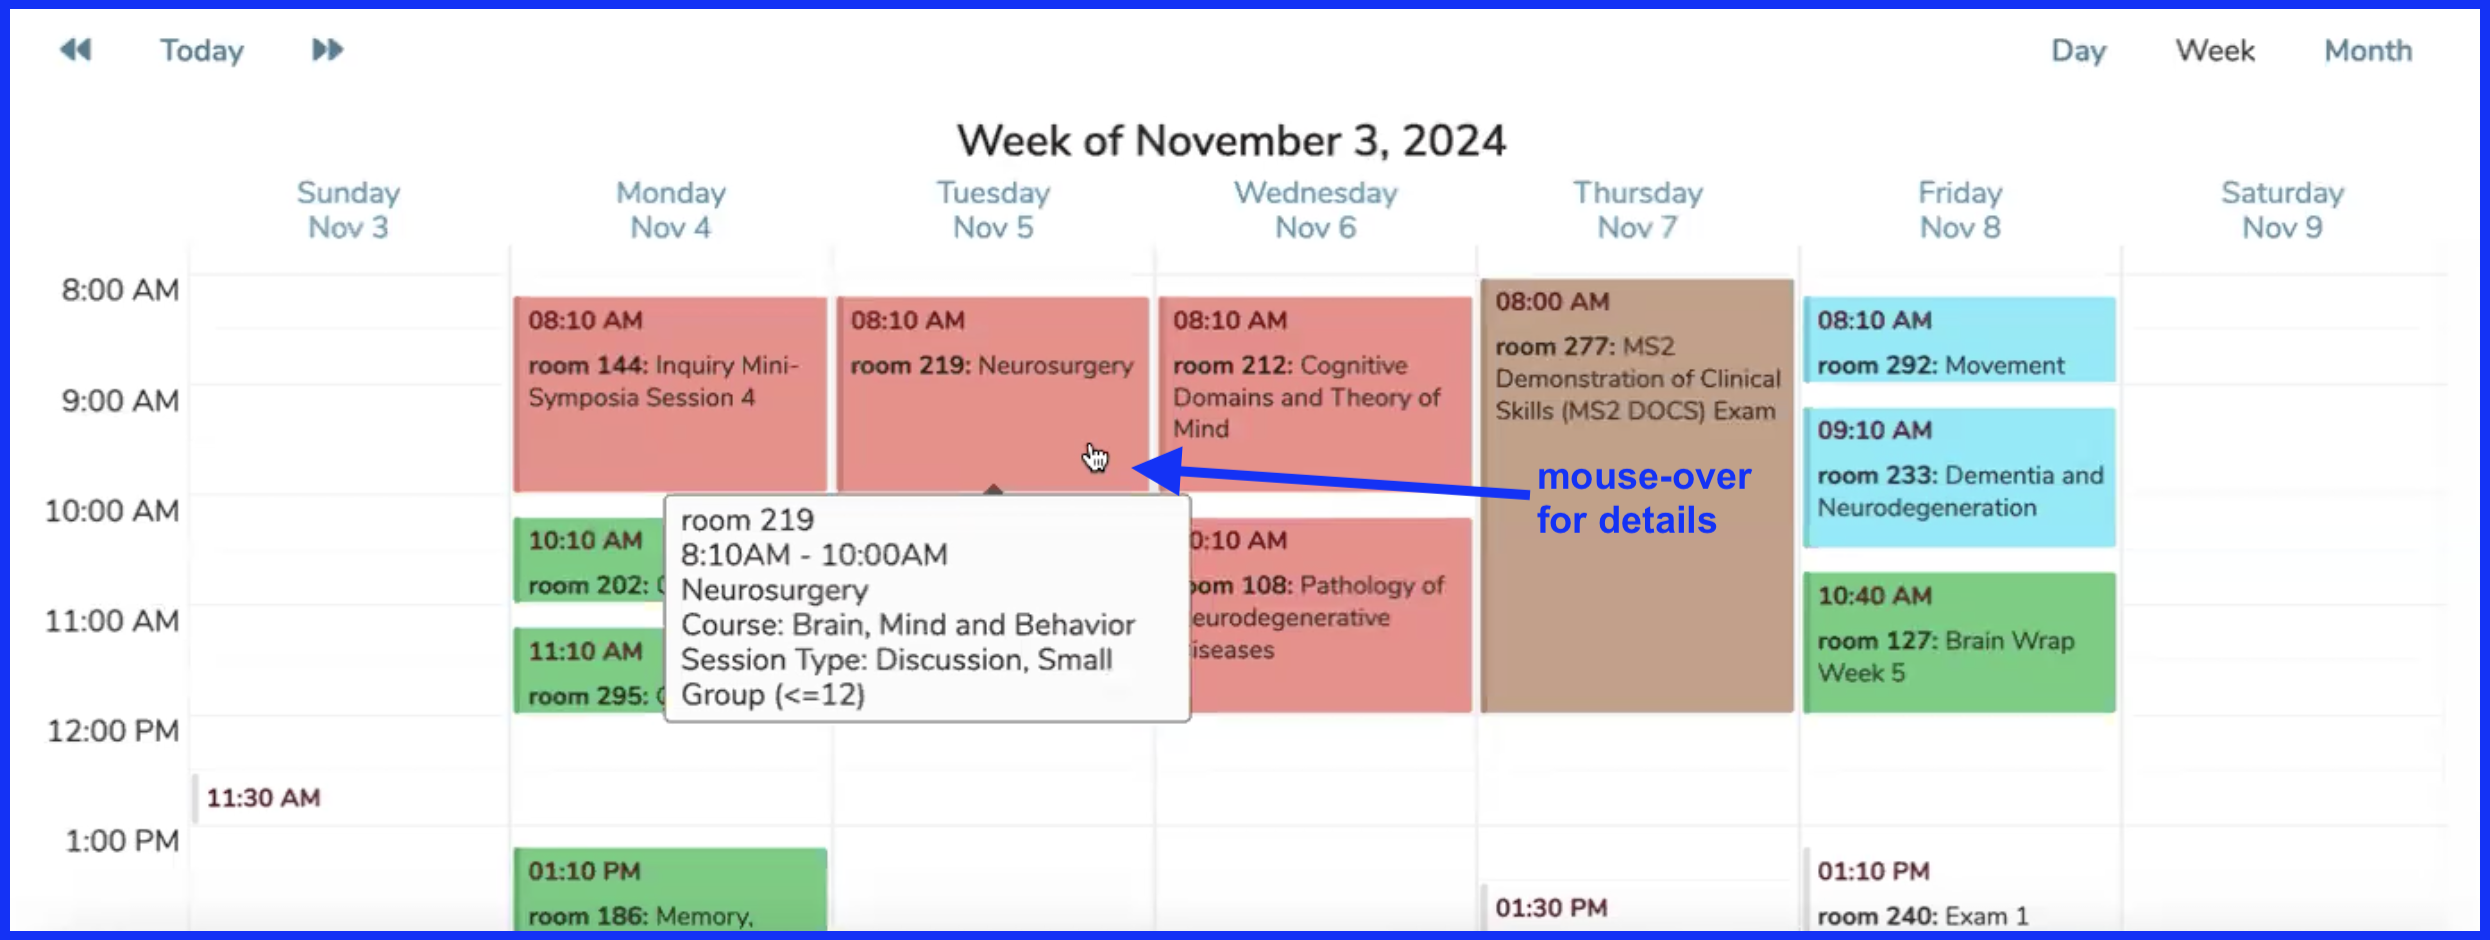 Today
Day Week Month
Week of November 3, 2024
Sunday
Nov 3
Monday
Nov 4
Tuesday
Nov 5
Wednesday
Nov 6
Thursday
Nov 7
Friday
Nov 8
Saturday
Nov 9
8:00 AM
9:00 AM
10:00 AM
11:00 AM
12:00 PM
1:00 PM
11:30 AM
08:10 AM
room 144: Inquiry Mini-
Symposia Session 4
10:10 AM
room 202:
11:10 AM
room 295:
01:10 PM
room 186: Memory,
08:10 AM
room 219: Neurosurgery
room 219
8:10AM - 10:00AM
Neurosurgery
Course: Brain, Mind and Behavior
Session Type: Discussion, Small
Group (<=12)
08:10 AM
room 212: Cognitive
Domains and Theory of
Mind
0:10 AM
oom 108: Pathology of
eurodegenerative
iseases
08:00 AM
room 277: MS2
Demonstration of Clinical
Skills (MS2 DOCS) Exam
mouse-over
for details
01:30 PM
08:10 AM
room 292: Movement
09:10 AM
room 233: Dementia and
Neurodegeneration
10:40 AM
room 127: Brain Wrap
Week 5
01:10 PM
room 240: Exam 1